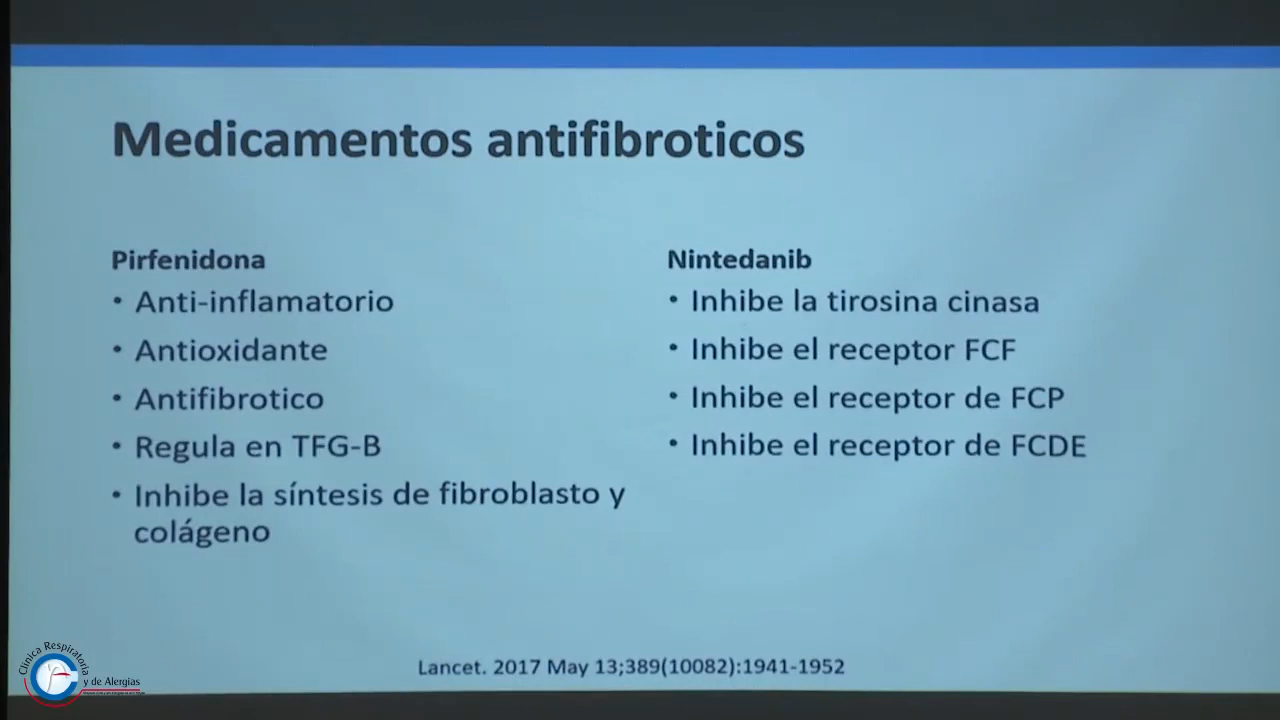 Medicamentos antifibroticos
Pirfenidona
• Anti-inflamatorio
• Antioxidante
• Antifibrotico
• Regula en TFG-B
• Inhibe la síntesis de fibroblasto y
colágeno
Nintedanib
• Inhibe la tirosina cinasa
• Inhibe el receptor FCF
• Inhibe el receptor de FCP
• Inhibe el receptor de FCDE
Lancet. 2017 May 13;389(10082):1941-1952
Clínica Respiratoria
y de Alergias